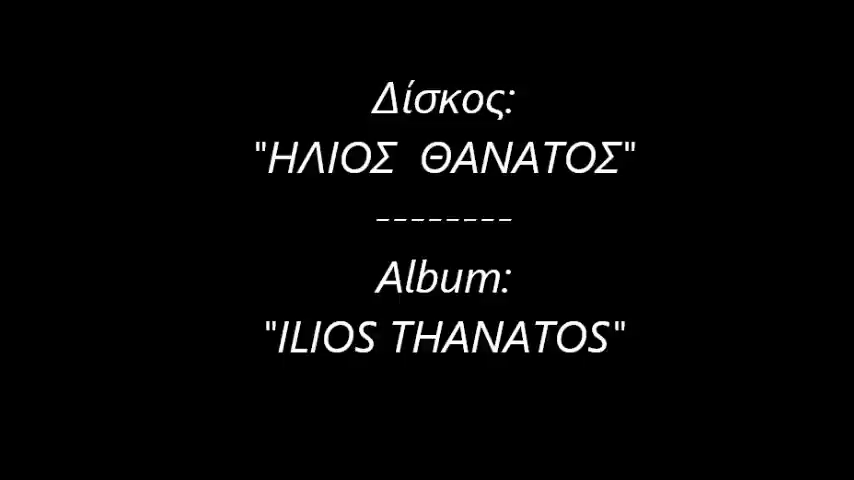 Δίσκος:
"ΗΛΙΟΣ ΘΑΝΑΤΟΣ"
--------
Album:
"ILIOS THANATOS"